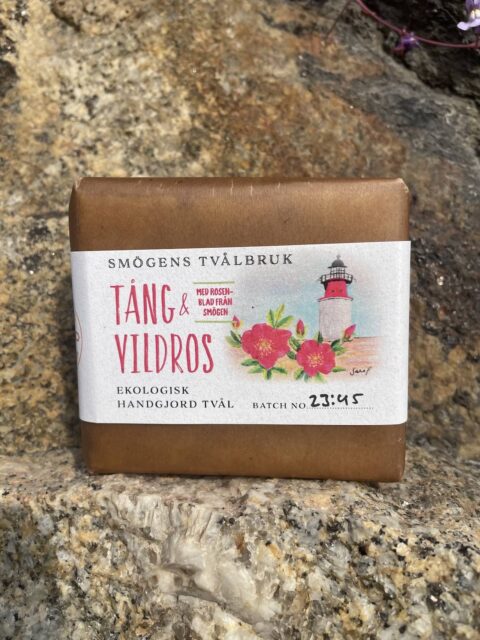 SMÖGENS TVÅLBRUK
TÅNG &
VILDROS
MED ROSEN-
BLAD FRÅN
SMÖGEN
EKOLOGISK
HANDGJORD TVÅL
BATCH NO. 23:45